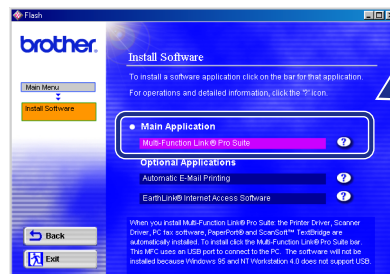 Flash
brother.
Install Software
To install a software application click on the bar for that application.
For operations and detailed information, click the "?" icon.
Main Menu
Install Software
Main Application
Multi-Function Link® Pro Suite
?
Optional Applications
Automatic E-Mail Printing
?
EarthLink® Internet Access Software
?
When you install Multi-Function Link® Pro Suite: the Printer Driver, Scanner
Driver, PC fax software, PaperPort® and ScanSoft™ TextBridge are
automatically installed. To install click the Multi-Function Link® Pro Suite bar.
This MFC uses an USB port to connect to the PC. The software will not be
installed because Windows 95 and NT Workstation 4.0 does not support USB.
Back
Exit